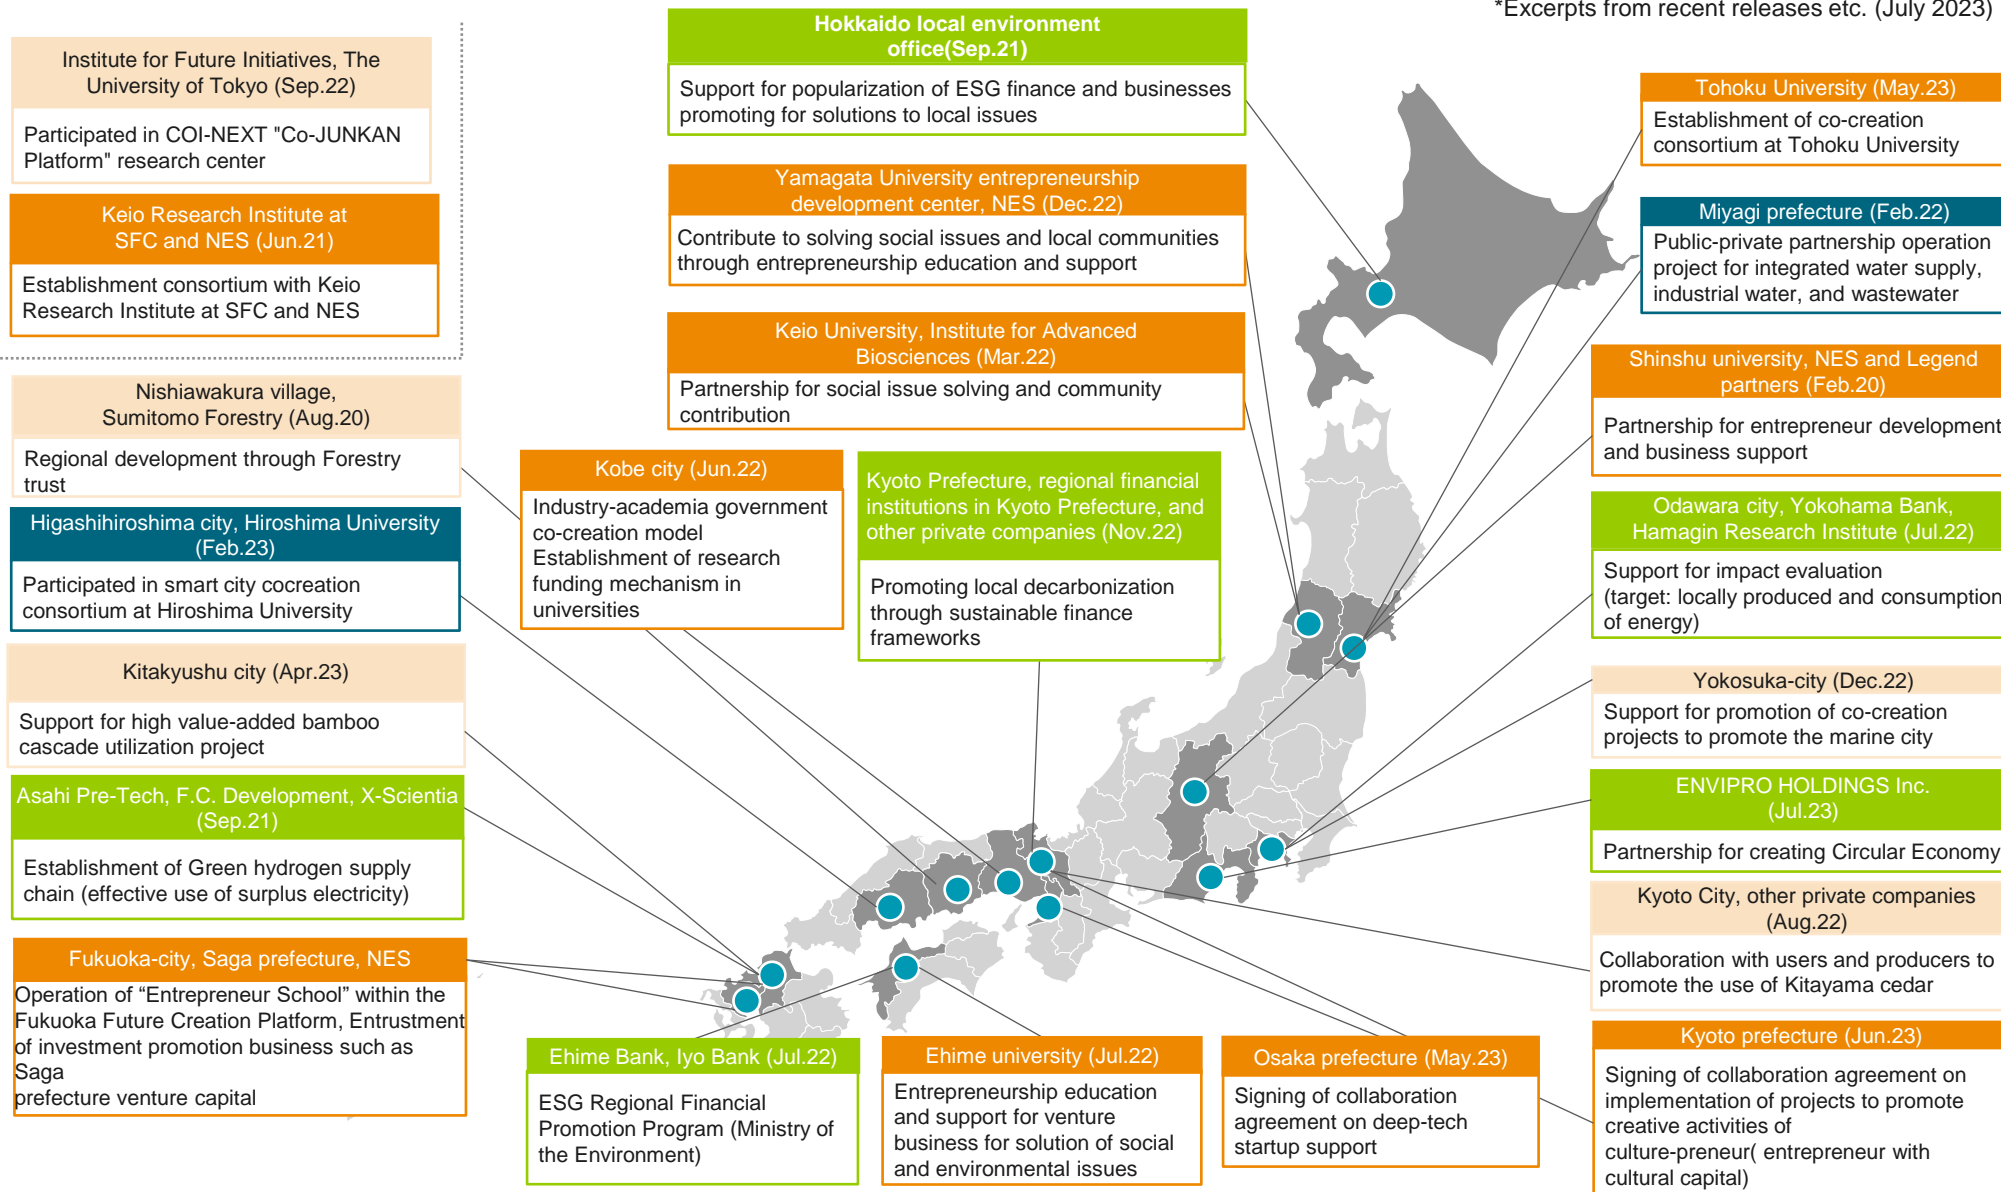 *Excerpts from recent releases etc. (July 2023)
Institute for Future Initiatives, The
University of Tokyo (Sep.22)
Participated in COI-NEXT "Co-JUNKAN
Platform" research center
Keio Research Institute at
SFC and NES (Jun.21)
Establishment consortium with Keio
Research Institute at SFC and NES
Nishiawakura village,
Sumitomo Forestry (Aug.20)
Regional development through Forestry
trust
Higashihiroshima city, Hiroshima University
(Feb.23)
Participated in smart city cocreation
consortium at Hiroshima University
Kitakyushu city (Apr.23)
Support for high value-added bamboo
cascade utilization project
Asahi Pre-Tech, F.C. Development, X-Scientia
(Sep.21)
Establishment of Green hydrogen supply
chain (effective use of surplus electricity)
Fukuoka-city, Saga prefecture, NES
Operation of “Entrepreneur School” within the
Fukuoka Future Creation Platform, Entrustment
of investment promotion business such as
Saga
prefecture venture capital
Hokkaido local environment
office(Sep.21)
Support for popularization of ESG finance and businesses
promoting for solutions to local issues
Yamagata University entrepreneurship
development center, NES (Dec.22)
Contribute to solving social issues and local communities
through entrepreneurship education and support
Keio University, Institute for Advanced
Biosciences (Mar.22)
Partnership for social issue solving and community
contribution
Kobe city (Jun.22)
Industry-academia government
co-creation model
Establishment of research
funding mechanism in
universities
Kyoto Prefecture, regional financial
institutions in Kyoto Prefecture, and
other private companies (Nov.22)
Promoting local decarbonization
through sustainable finance
frameworks
Ehime Bank, Iyo Bank (Jul.22)
ESG Regional Financial
Promotion Program (Ministry of
the Environment)
Ehime university (Jul.22)
Entrepreneurship education
and support for venture
business for solution of social
and environmental issues
Osaka prefecture (May.23)
Signing of collaboration
agreement on deep-tech
startup support
Tohoku University (May.23)
Establishment of co-creation
consortium at Tohoku University
Miyagi prefecture (Feb.22)
Public-private partnership operation
project for integrated water supply,
industrial water, and wastewater
Shinshu university, NES and Legend
partners (Feb.20)
Partnership for entrepreneur development
and business support
Odawara city, Yokohama Bank,
Hamagin Research Institute (Jul.22)
Support for impact evaluation
(target: locally produced and consumption
of energy)
Yokosuka-city (Dec.22)
Support for promotion of co-creation
projects to promote the marine city
ENVIPRO HOLDINGS Inc.
(Jul.23)
Partnership for creating Circular Economy
Kyoto City, other private companies
(Aug.22)
Collaboration with users and producers to
promote the use of Kitayama cedar
Kyoto prefecture (Jun.23)
Signing of collaboration agreement on
implementation of projects to promote
creative activities of
culture-preneur( entrepreneur with
cultural capital)